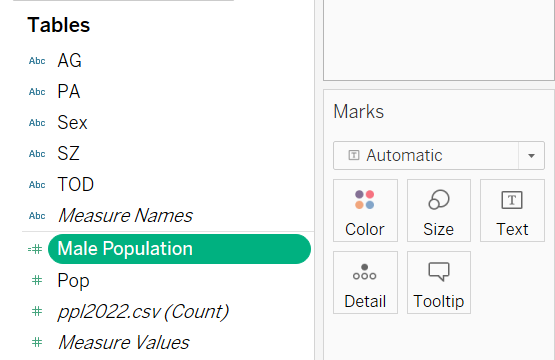 Tables
Abc AG
Abc PA
Abc Sex
Abc SZ
Abc TOD
Abc Measure Names
=# Male Population
# Pop
# ppl2022.csv (Count)
# Measure Values
Marks
T Automatic
Color Size Text
Detail Tooltip